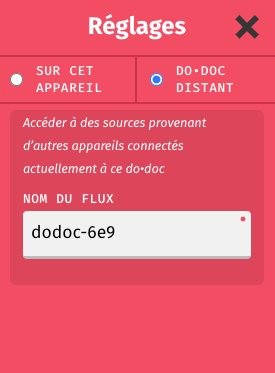 Réglages
SUR CET
APPAREIL
DO•DOC
DISTANT
Accéder à des sources provenant
d'autres appareils connectés
actuellement à ce do•doc
NOM DU FLUX
dodoc-6e9